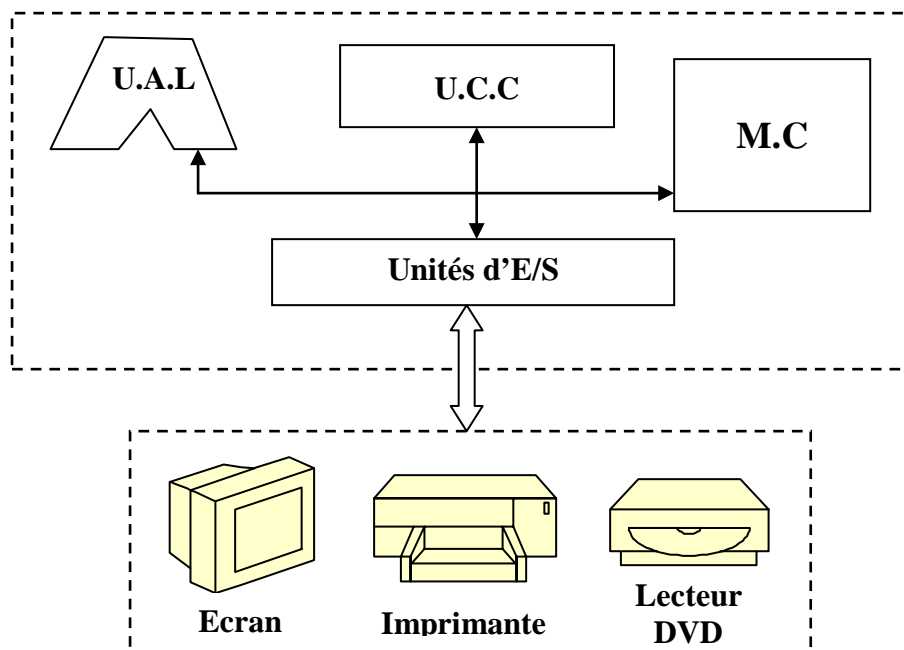 U.A.L
U.C.C
M.C
Unités d’E/S
Ecran
Imprimante
Lecteur
DVD